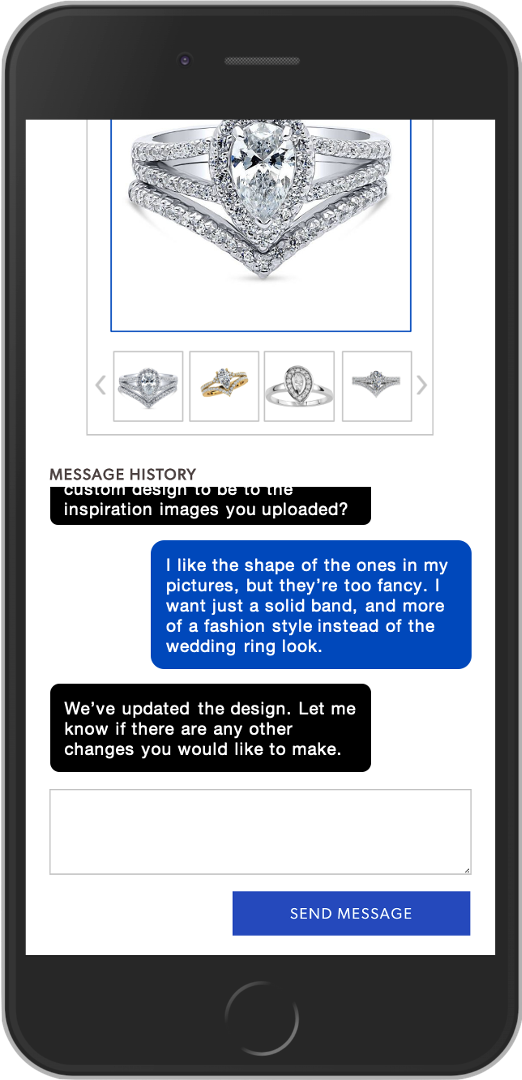 MESSAGE HISTORY
custom design to be to the
inspiration images you uploaded?
I like the shape of the ones in my
pictures, but they're too fancy. I
want just a solid band, and more
of a fashion style instead of the
wedding ring look.
We've updated the design. Let me
know if there are any other
changes you would like to make.
SEND MESSAGE